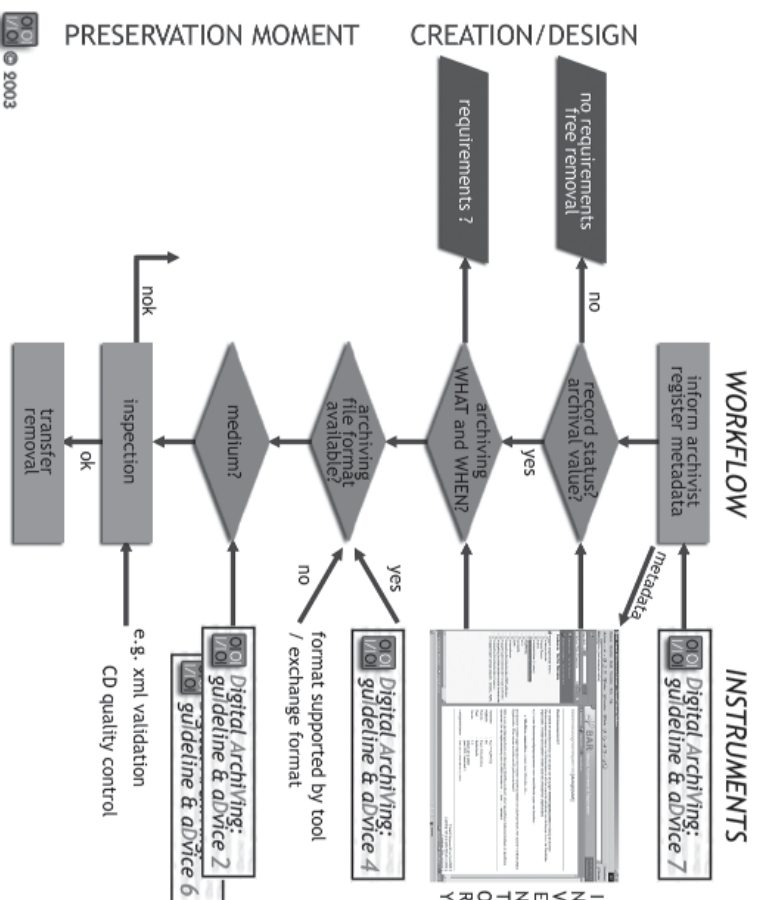 WORKFLOW
INSTRUMENTS
CREATION/DESIGN
PRESERVATION MOMENT
inform archivist
register metadata
metadata
Digital ArchiVing:
guideline & aDvice 7
record status?
archival value?
no
no requirements
free removal
yes
archiving
WHAT and WHEN?
requirements ?
BAR
INVENTORY
archiving
file format
available?
yes
Digital ArchiVing:
guideline & aDvice 4
no
format supported by tool
/ exchange format
medium?
Digital ArchiVing:
guideline & aDvice 2
guideline & aDvice 6
inspection
nok
e.g. xml validation
CD quality control
ok
transfer
removal
© 2003